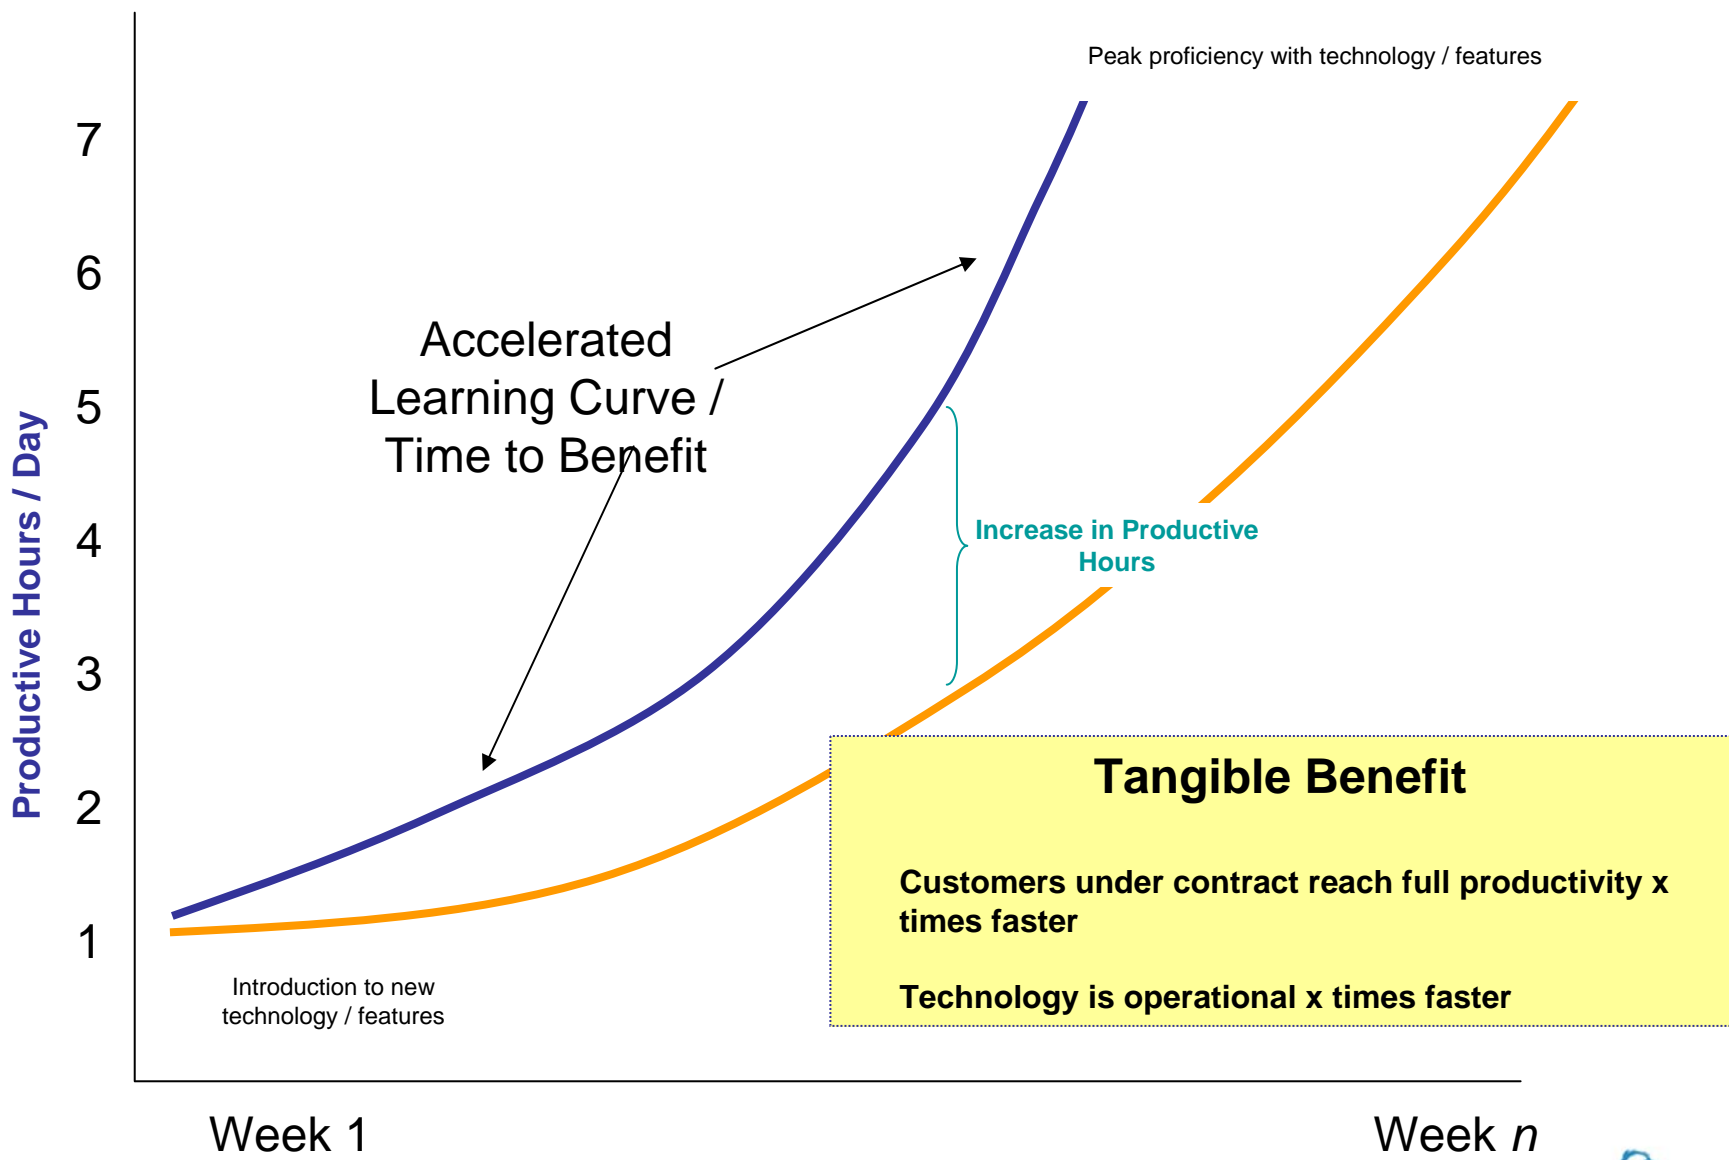 Peak proficiency with technology / features
7
6
Accelerated
Learning Curve /
Time to Benefit
5
Productive Hours / Day
4
Increase in Productive
Hours
3
2
1
Tangible Benefit
Customers under contract reach full productivity x
times faster
Technology is operational x times faster
Introduction to new
technology / features
Week 1
Week n